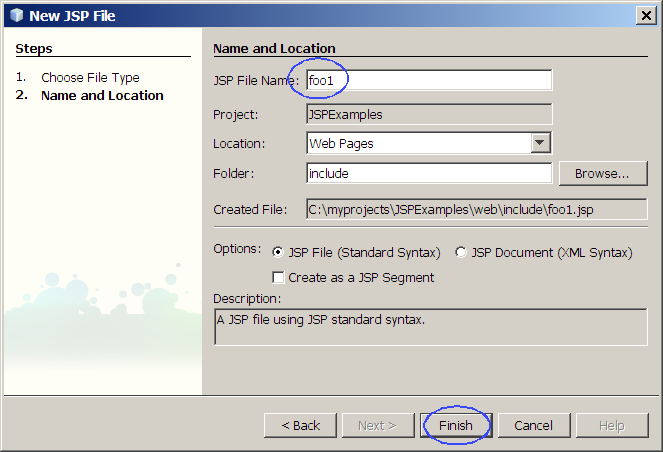 New JSP File
Steps
1. Choose File Type
2. Name and Location
Name and Location
JSP File Name: foo1
Project: JSPExamples
Location: Web Pages
Folder: include Browse...
Created File: C:\myprojects\JSPExamples\web\include\foo1.jsp
Options: JSP File (Standard Syntax) JSP Document (XML Syntax)
Create as a JSP Segment
Description:
A JSP file using JSP standard syntax.
< Back Next > Finish Cancel Help